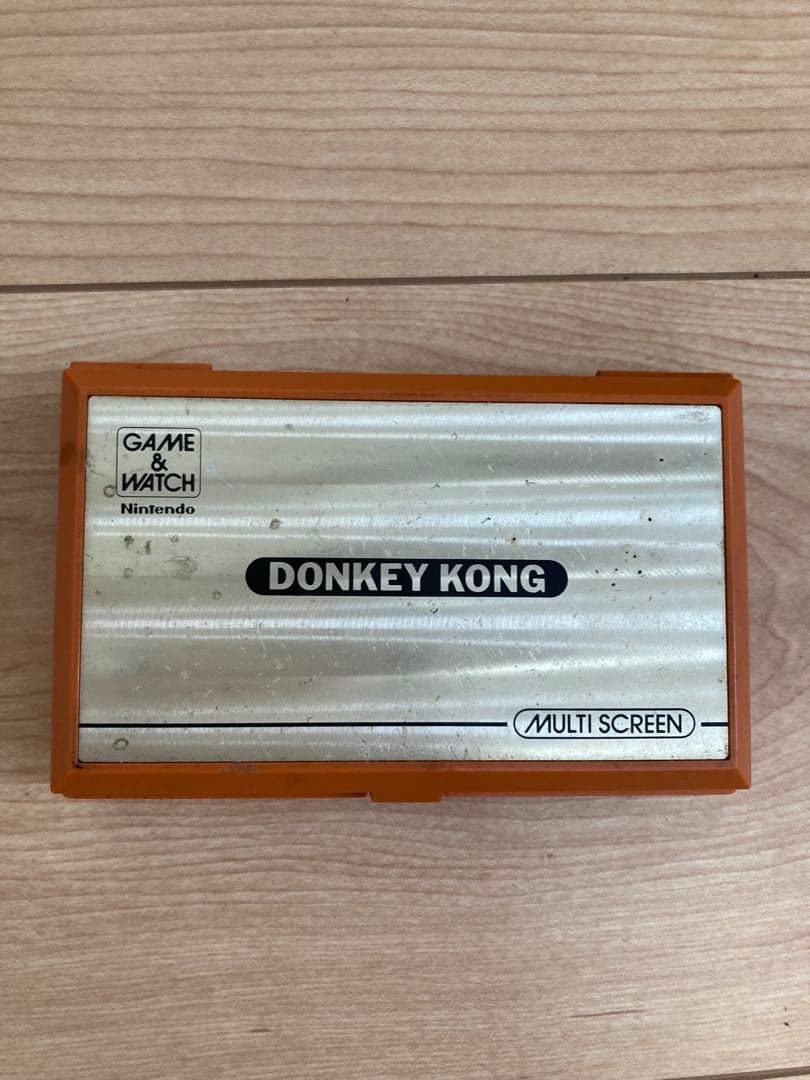 GAME
&
WATCH
Nintendo
DONKEY KONG
MULTI SCREEN